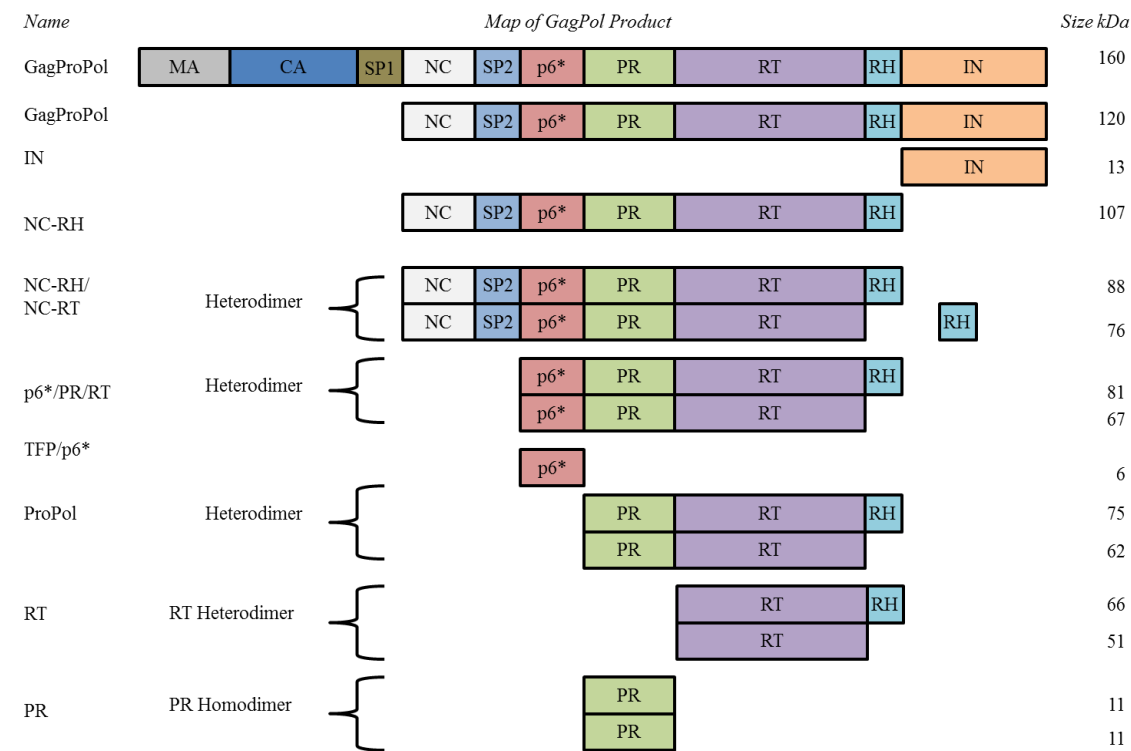 Name Map of GagPol Product Size kDa
GagProPol MA CA SP1 NC SP2 p6* PR RT RH IN 160
GagProPol NC SP2 p6* PR RT RH IN 120
IN IN 13
NC-RH NC SP2 p6* PR RT RH 107
NC-RH/ Heterodimer NC SP2 p6* PR RT RH 88
NC-RT NC SP2 p6* PR RT RH 76
p6*/PR/RT Heterodimer p6* PR RT RH 81
p6* PR RT 67
TFP/p6* p6* 6
ProPol Heterodimer PR RT RH 75
PR RT 62
RT RT Heterodimer RT RH 66
RT 51
PR PR Homodimer PR 11
PR 11